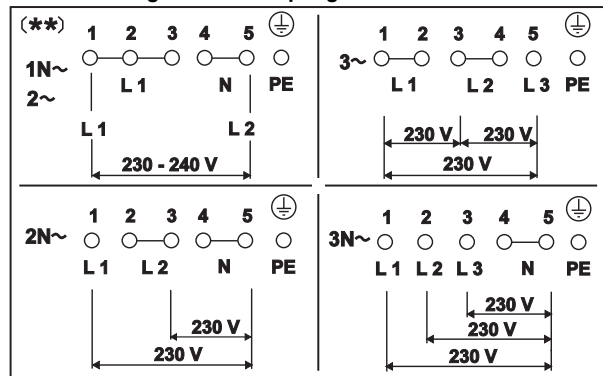 (**) 1 2 3 4 5
1N~
2~
L 1 N PE
L 1 L 2
230 - 240 V
1 2 3 4 5
3~
L 1 L 2 L 3 PE
230 V 230 V
230 V
1 2 3 4 5
2N~
L 1 L 2 N PE
230 V
230 V
1 2 3 4 5
3N~
L 1 L 2 L 3 N PE
230 V
230 V
230 V